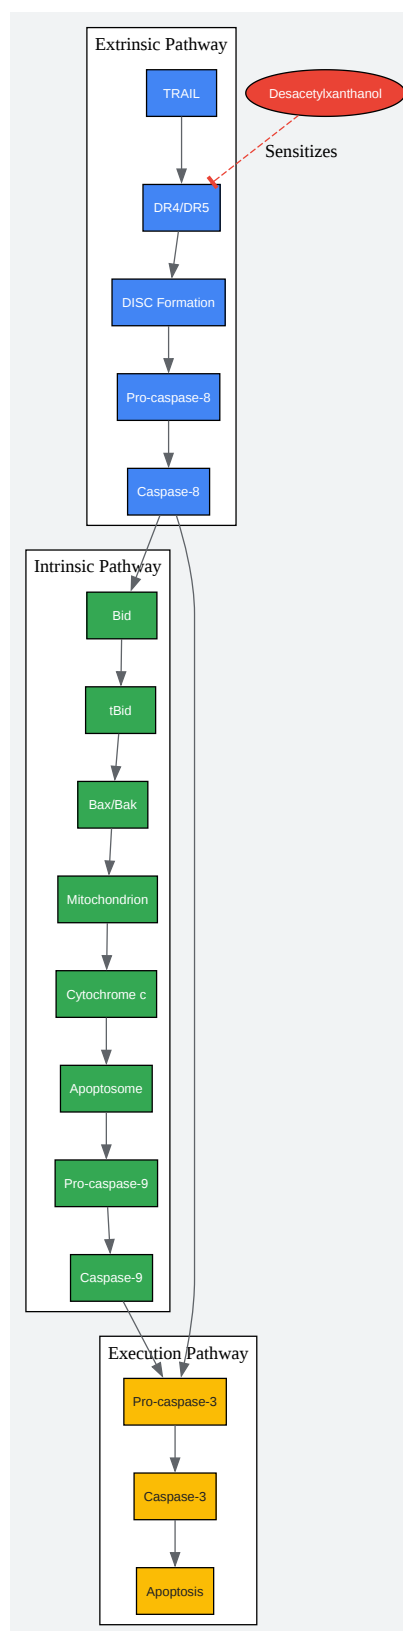 Extrinsic Pathway
TRAIL
Desacetylxanthanol
Sensitizes
DR4/DR5
DISC Formation
Pro-caspase-8
Caspase-8
Intrinsic Pathway
Bid
tBid
Bax/Bak
Mitochondrion
Cytochrome c
Apoptosome
Pro-caspase-9
Caspase-9
Execution Pathway
Pro-caspase-3
Caspase-3
Apoptosis